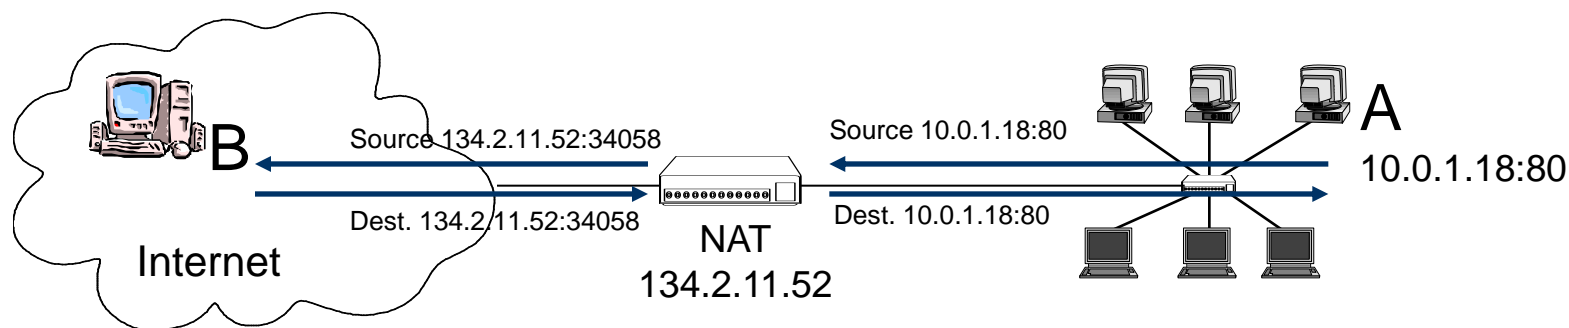 A
10.0.1.18:80
Source 10.0.1.18:80
Source 134.2.11.52:34058
B
Dest. 10.0.1.18:80
Dest. 134.2.11.52:34058
NAT
134.2.11.52
Internet